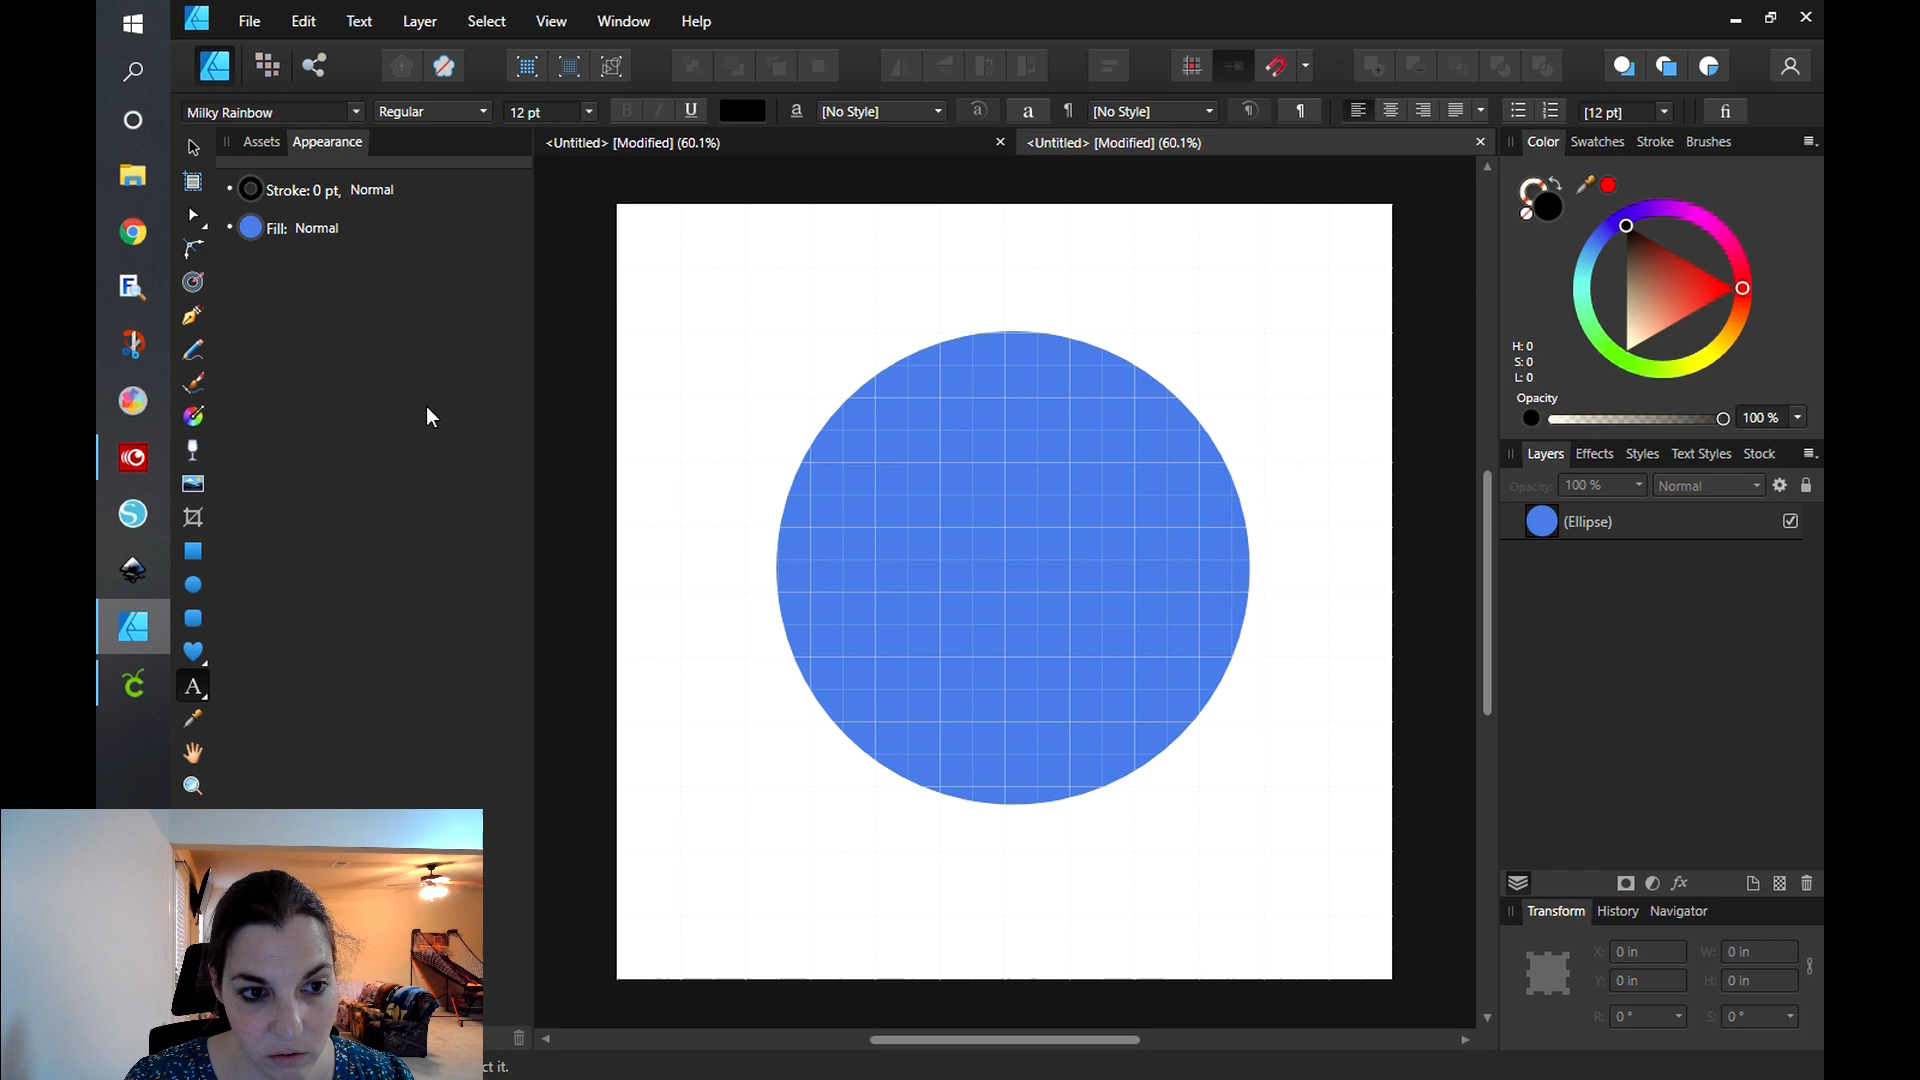 File Edit Text Layer Select View Window Help
Milky Rainbow Regular 12 pt B I U a [No Style] a a ¶ [No Style] ¶ ¶ [12 pt] fi
Assets Appearance
<Untitled> [Modified] (60.1%)
<Untitled> [Modified] (60.1%)
Color Swatches Stroke Brushes
Stroke: 0 pt, Normal
Fill: Normal
H: 0
S: 0
L: 0
Opacity
100 %
Layers Effects Styles Text Styles Stock
Opacity: 100 % Normal
(Ellipse)
A
fx
Transform History Navigator
X: 0 in W: 0 in
Y: 0 in H: 0 in
R: 0 ° S: 0 °
ct it.